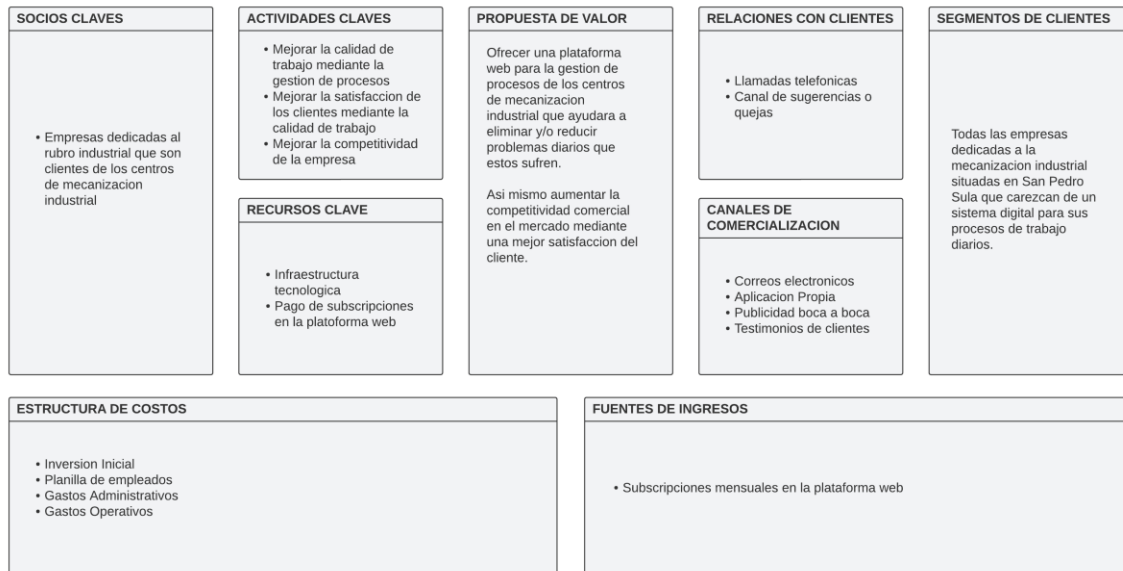 SOCIOS CLAVES
• Empresas dedicadas al
rubro industrial que son
clientes de los centros
de mecanizacion
industrial
ACTIVIDADES CLAVES
• Mejorar la calidad de
trabajo mediante la
gestion de procesos
• Mejorar la satisfaccion de
los clientes mediante la
calidad de trabajo
• Mejorar la competitividad
de la empresa
RECURSOS CLAVE
• Infraestructura
tecnologica
• Pago de subscripciones
en la platoforma web
PROPUESTA DE VALOR
Ofrecer una plataforma
web para la gestion de
procesos de los centros
de mecanizacion
industrial que ayudara a
eliminar y/o reducir
problemas diarios que
estos sufren.
Asi mismo aumentar la
competitividad comercial
en el mercado mediante
una mejor satisfaccion del
cliente.
RELACIONES CON CLIENTES
• Llamadas telefonicas
• Canal de sugerencias o
quejas
CANALES DE
COMERCIALIZACION
• Correos electronicos
• Aplicacion Propia
• Publicidad boca a boca
• Testimonios de clientes
SEGMENTOS DE CLIENTES
Todas las empresas
dedicadas a la
mecanizacion industrial
situadas en San Pedro
Sula que carezcan de un
sistema digital para sus
procesos de trabajo
diarios.
ESTRUCTURA DE COSTOS
• Inversion Inicial
• Planilla de empleados
• Gastos Administrativos
• Gastos Operativos
FUENTES DE INGRESOS
• Subscripciones mensuales en la plataforma web